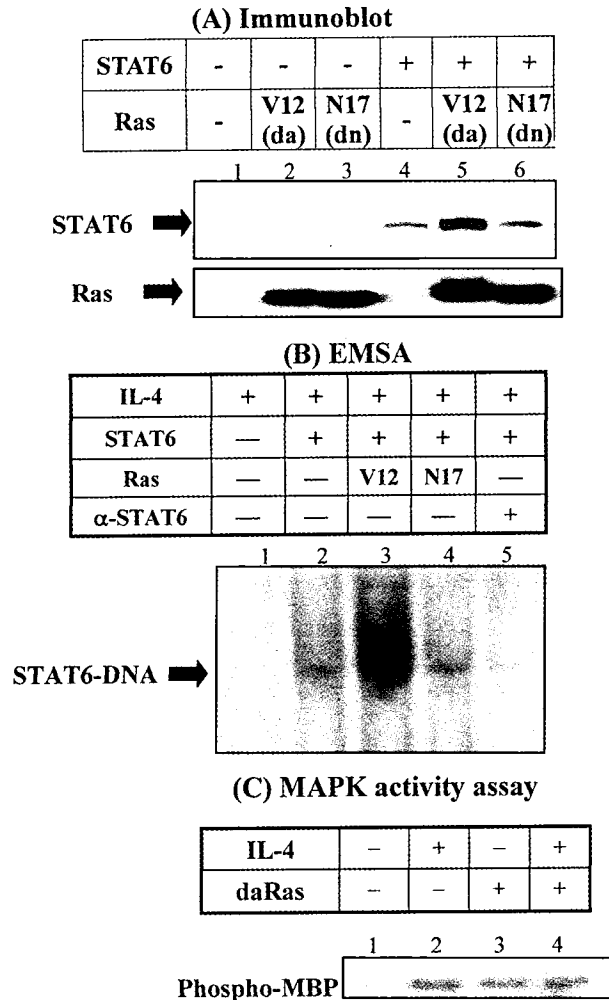 (A) Immunoblot
STAT6 - - - + + +
Ras - V12 (da) N17 (dn) - V12 (da) N17 (dn)
1 2 3 4 5 6
STAT6
Ras
(B) EMSA
IL-4 + + + + +
STAT6 — + + + +
Ras — — V12 N17 —
α-STAT6 — — — — +
1 2 3 4 5
STAT6-DNA
(C) MAPK activity assay
IL-4 – + – +
daRas – – + +
1 2 3 4
Phospho-MBP